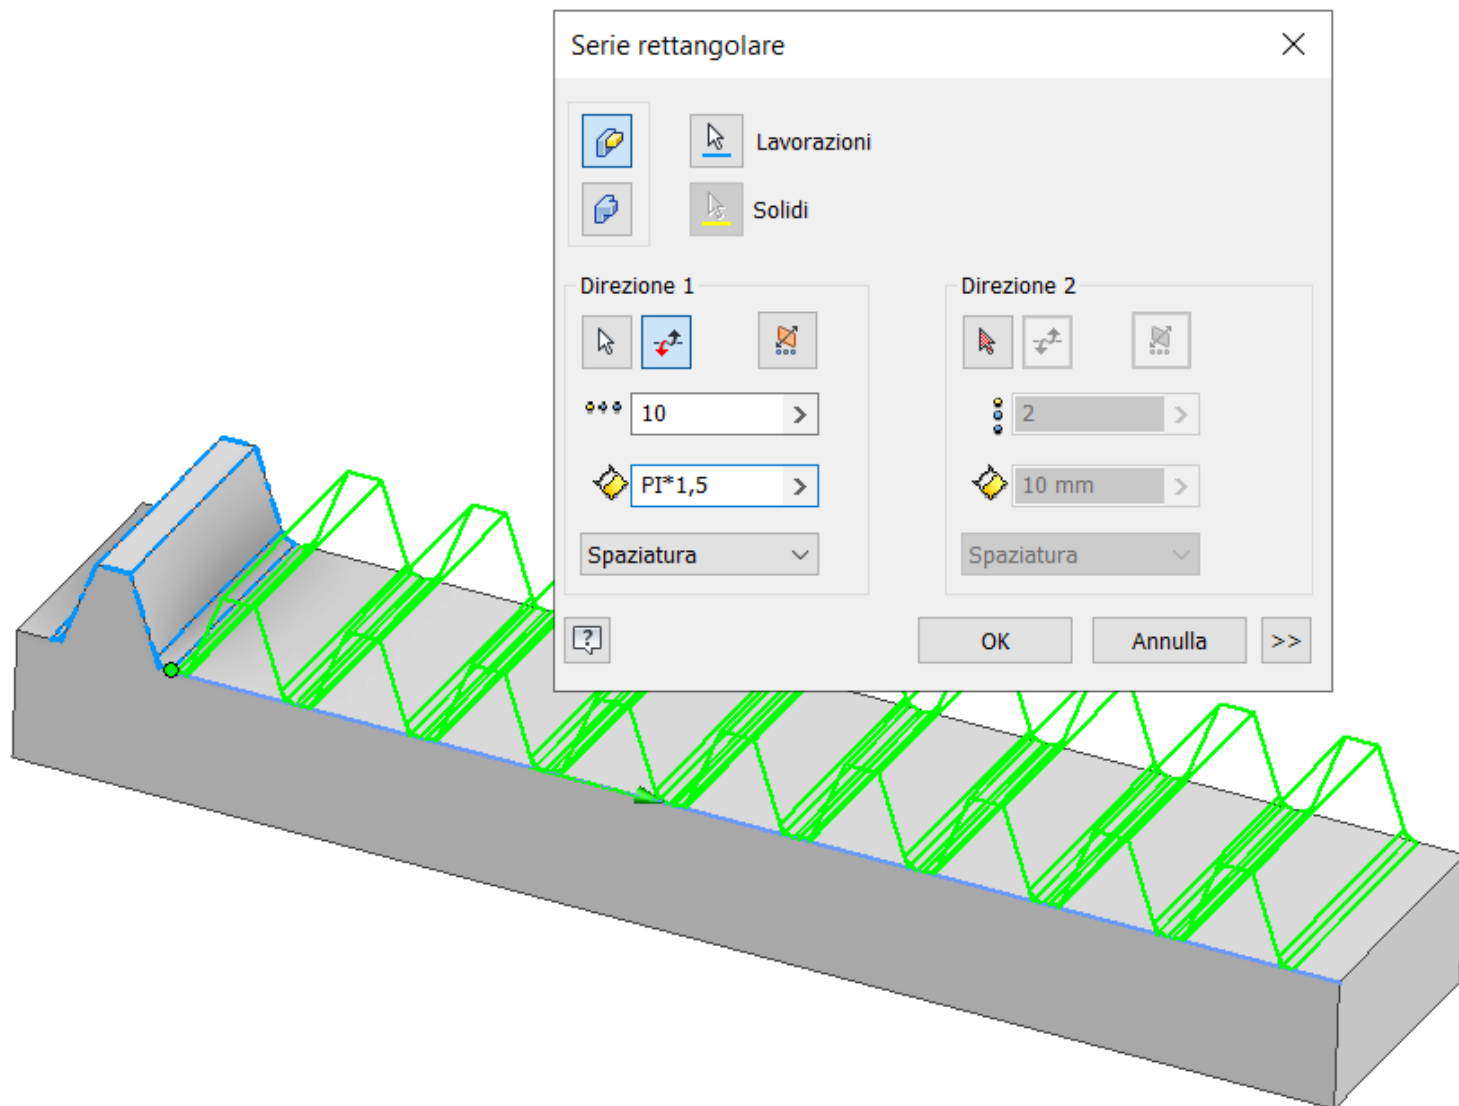 Serie rettangolare
Lavorazioni
Solidi
Direzione 1
10
PI*1,5
Spaziatura
Direzione 2
2
10 mm
Spaziatura
?
OK
Annulla
>>